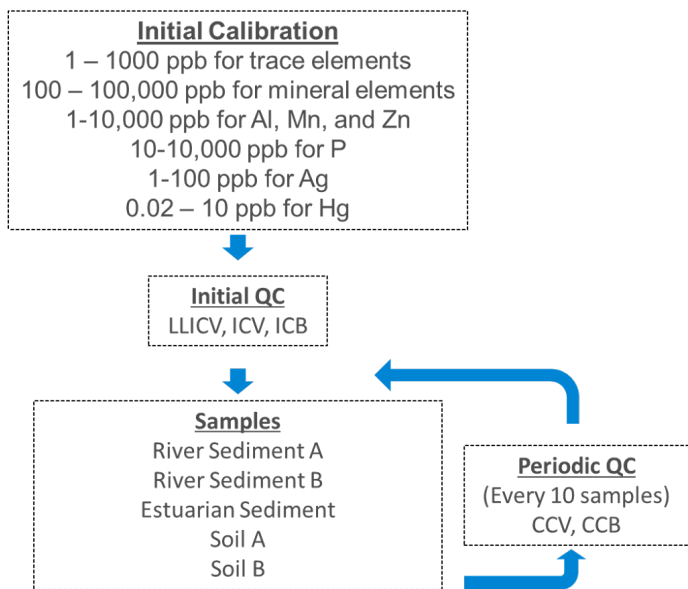 Initial Calibration
1 – 1000 ppb for trace elements
100 – 100,000 ppb for mineral elements
1-10,000 ppb for Al, Mn, and Zn
10-10,000 ppb for P
1-100 ppb for Ag
0.02 – 10 ppb for Hg
Initial QC
LLICV, ICV, ICB
Samples
River Sediment A
River Sediment B
Estuarian Sediment
Soil A
Soil B
Periodic QC
(Every 10 samples)
CCV, CCB